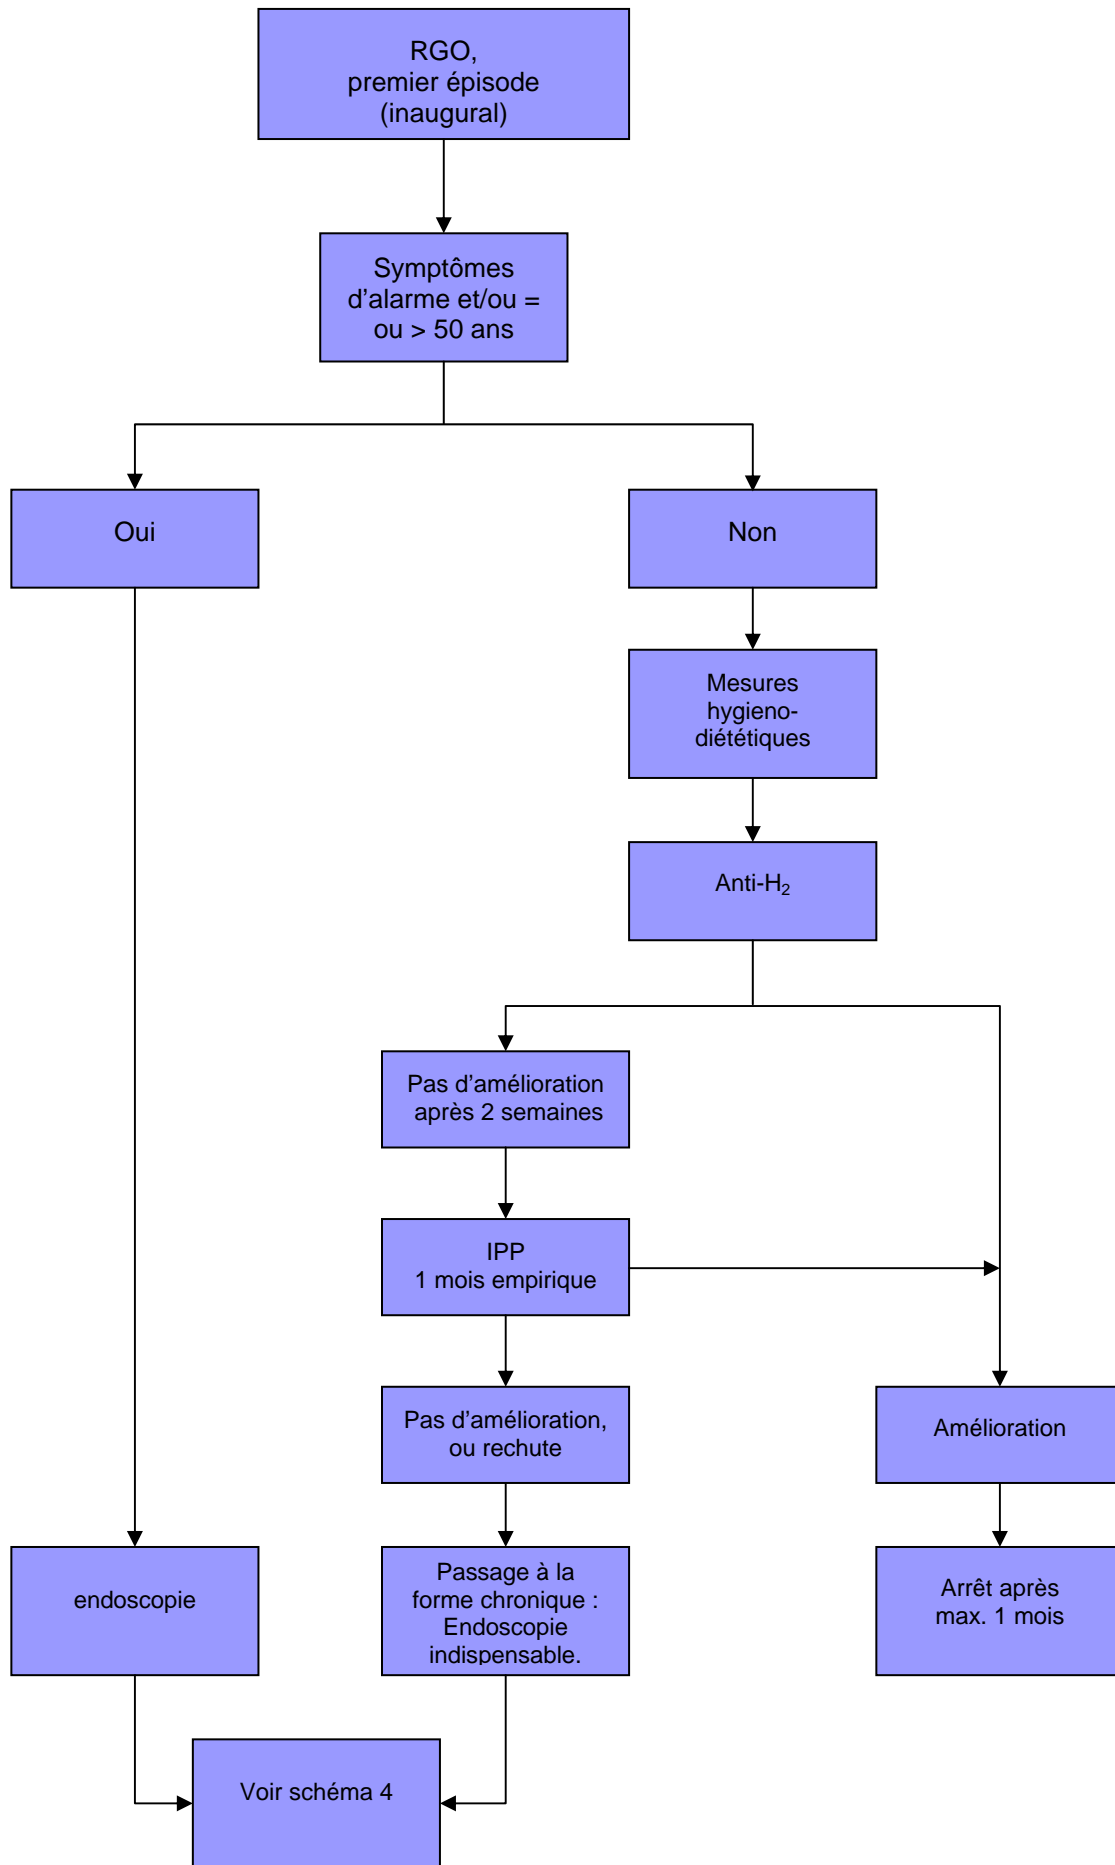 RGO,
premier épisode
(inaugural)
Symptômes
d’alarme et/ou =
ou > 50 ans
Oui
Non
Mesures
hygieno-
diététiques
Anti-H₂
Pas d’amélioration
après 2 semaines
IPP
1 mois empirique
Pas d’amélioration,
ou rechute
Amélioration
endoscopie
Passage à la
forme chronique :
Endoscopie
indispensable.
Arrêt après
max. 1 mois
Voir schéma 4